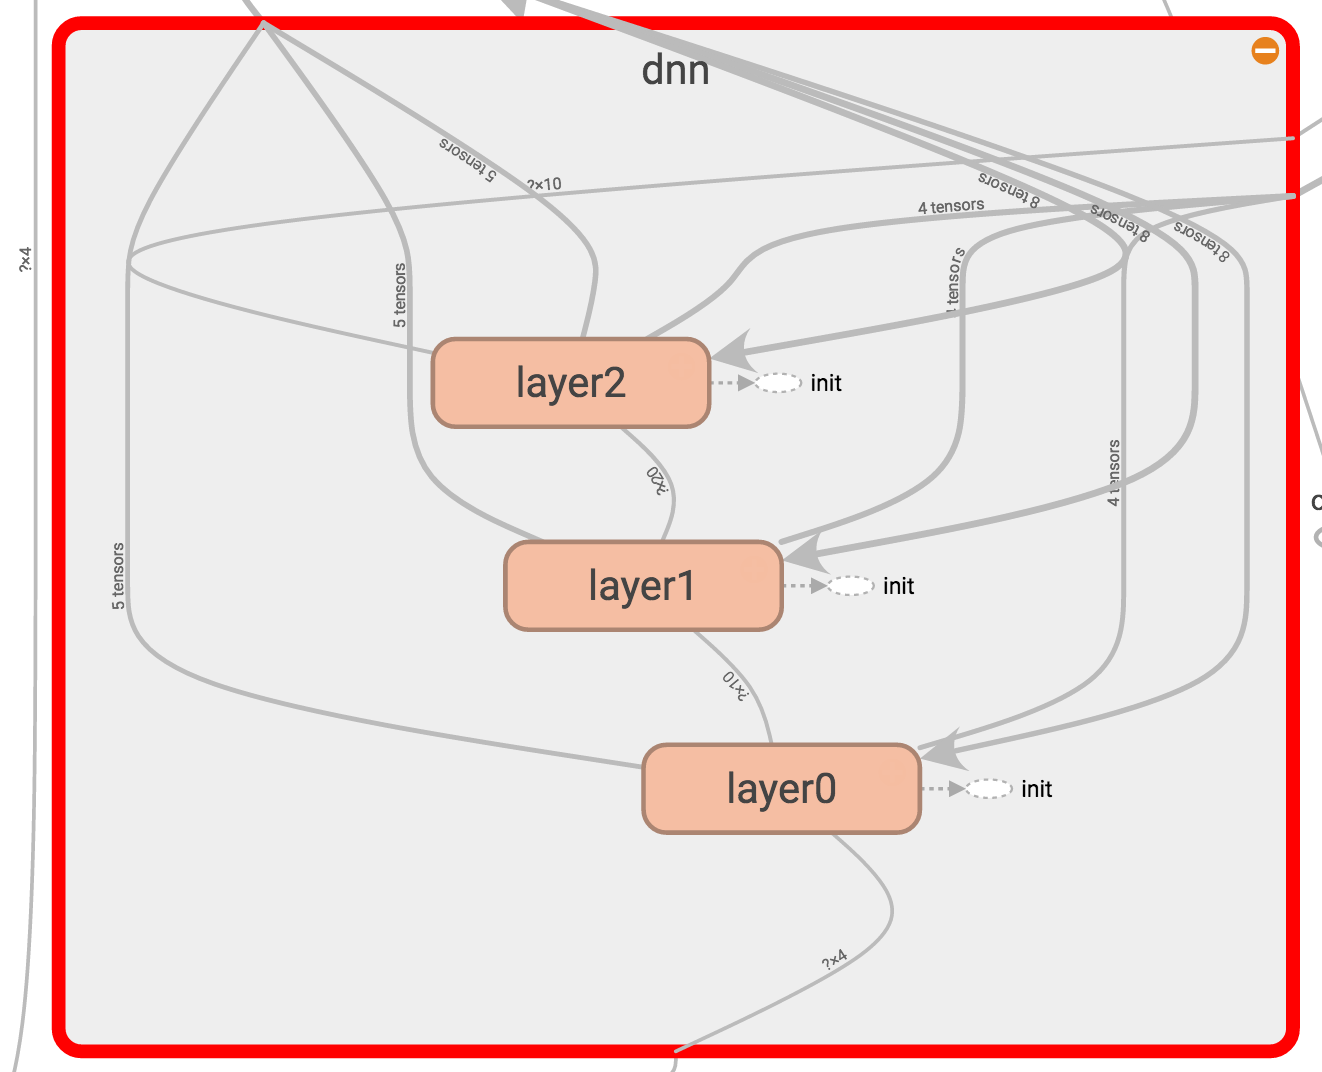 dnn
5 tensors
?×10
8 tensors
4 tensors
8 tensors
8 tensors
?×4
5 tensors
tensors
layer2
init
4 tensors
?×20
5 tensors
layer1
init
?×10
layer0
init
?×4